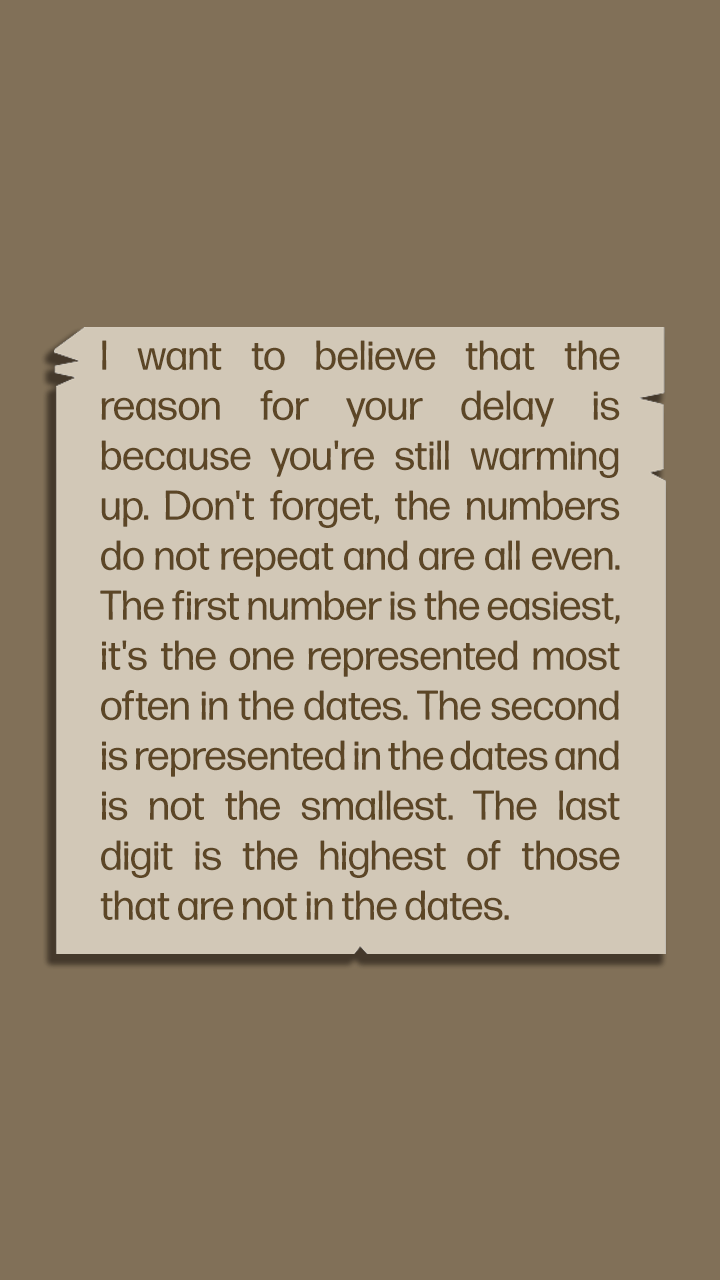 I want to believe that the
reason for your delay is
because you're still warming
up. Don't forget, the numbers
do not repeat and are all even.
The first number is the easiest,
it's the one represented most
often in the dates. The second
is represented in the dates and
is not the smallest. The last
digit is the highest of those
that are not in the dates.